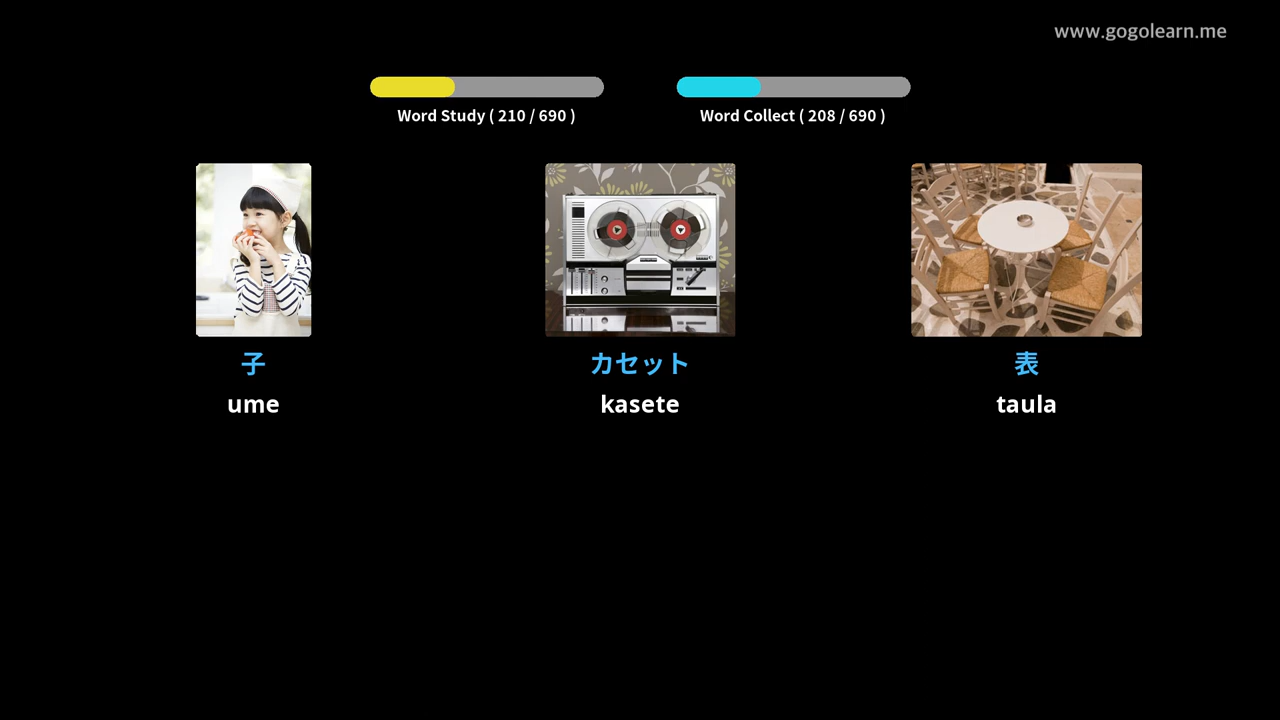 www.gogolearn.me
Word Study ( 210 / 690 )
Word Collect ( 208 / 690 )
子
カセット
表
ume
kasete
taula